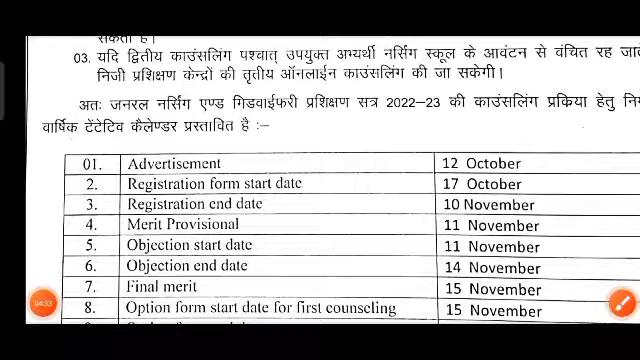 सकती है।
03. यदि द्वितीय काउंसलिंग पश्चात् उपयुक्त अभ्यर्थी नर्सिंग स्कूल के आवंटन से वंचित रह
निजी प्रशिक्षण केन्द्रों की तृतीय ऑनलाईन काउंसलिंग की जा सकेगी।
अतः जनरल नर्सिंग एण्ड गिडवाईफरी प्रशिक्षण सत्र 2022–23 की काउंसलिंग प्रक्रिया हेतु
वार्षिक टेंटेटिव कैलेण्डर प्रस्तावित है :–
01. Advertisement 12 October
2. Registration form start date 17 October
3. Registration end date 10 November
4. Merit Provisional 11 November
5. Objection start date 11 November
6. Objection end date 14 November
7. Final merit 15 November
8. Option form start date for first counseling 15 November
04:33